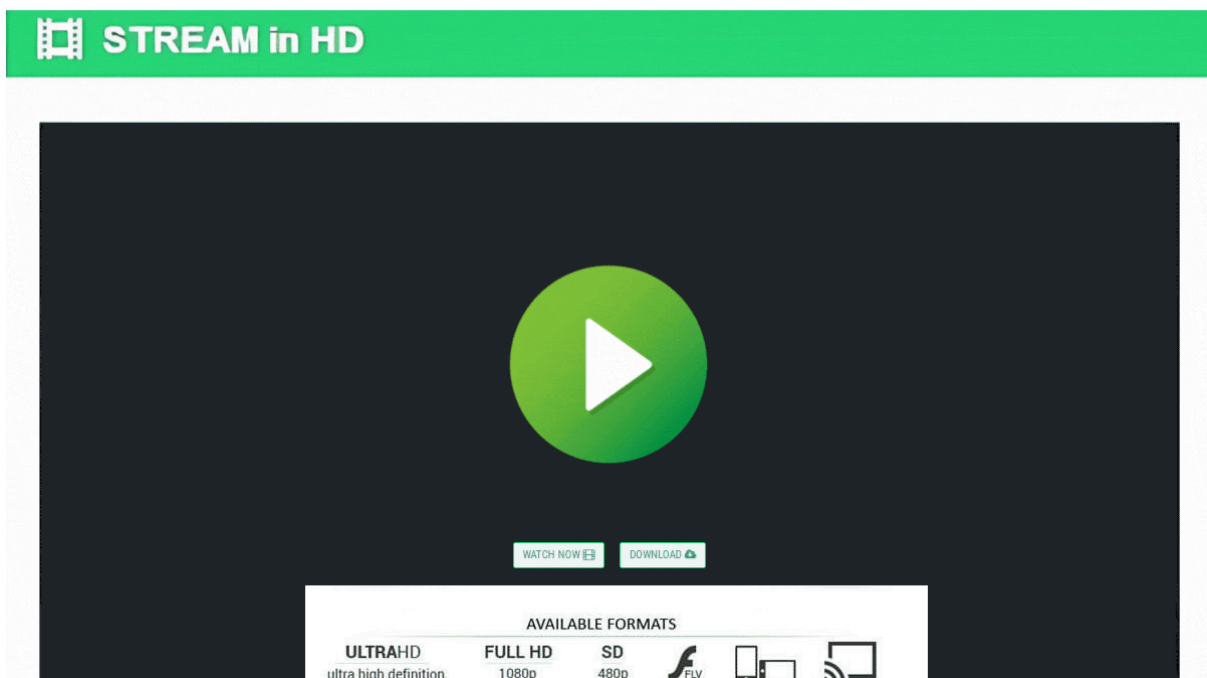 STREAM in HD
WATCH NOW
DOWNLOAD
AVAILABLE FORMATS
ULTRAHD FULL HD SD
ultra high definition 1080p 480p FLV